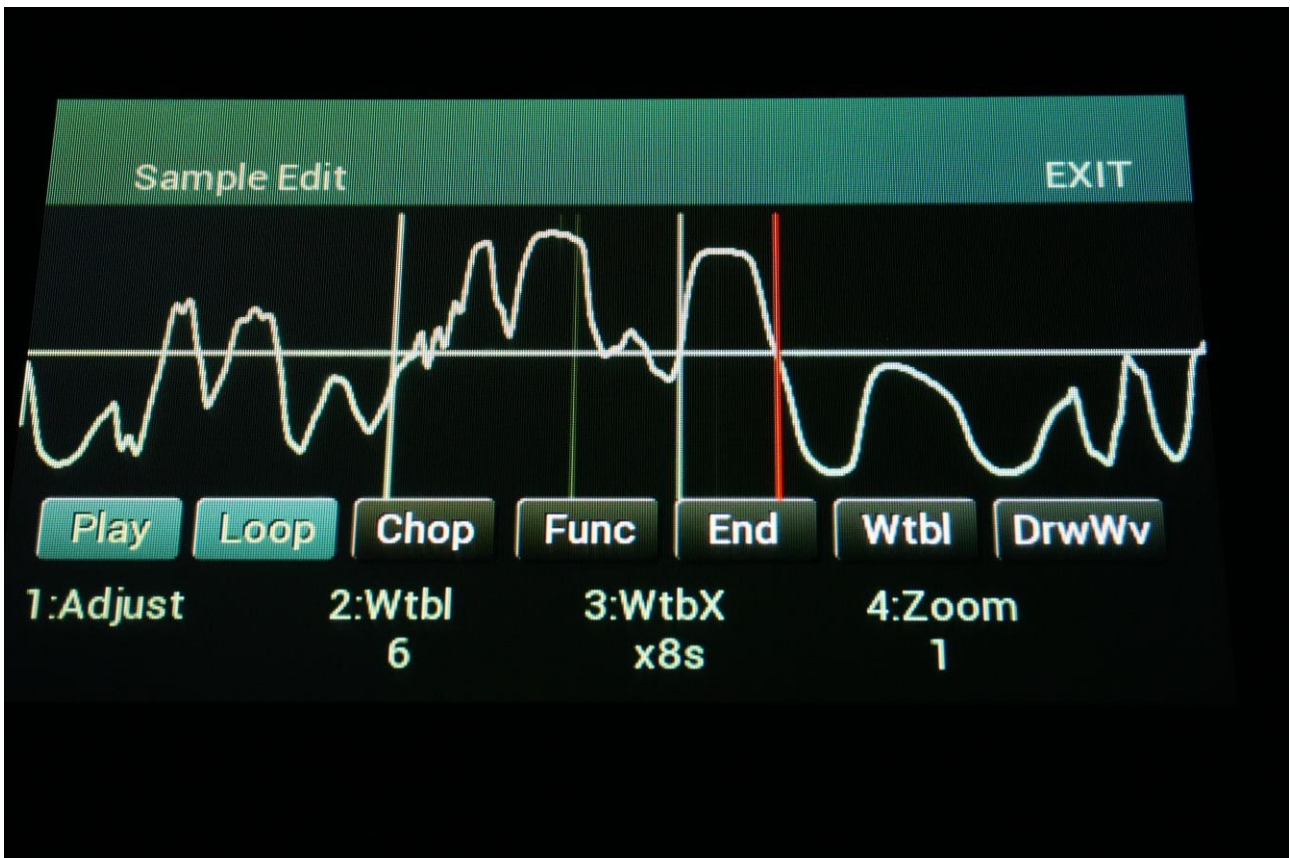 Sample Edit EXIT
Play Loop Chop Func End Wtbl DrwWv
1:Adjust 2:Wtbl 3:WtbX 4:Zoom
6 x8s 1